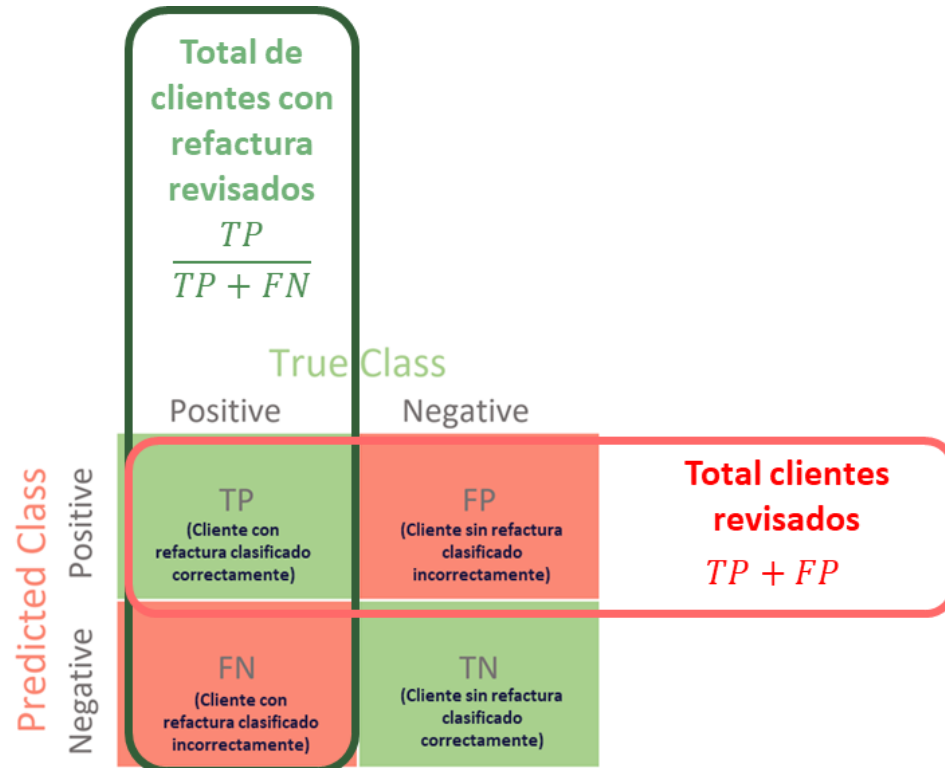 Total de
clientes con
refactura
revisados
TP
TP + FN
True Class
Positive
Negative
Predicted Class
Positive
TP
(Cliente con
refactura clasificado
correctamente)
FP
(Cliente sin refactura
clasificado
incorrectamente)
Total clientes
revisados
TP + FP
Negative
FN
(Cliente con
refactura clasificado
incorrectamente)
TN
(Cliente sin refactura
clasificado
correctamente)